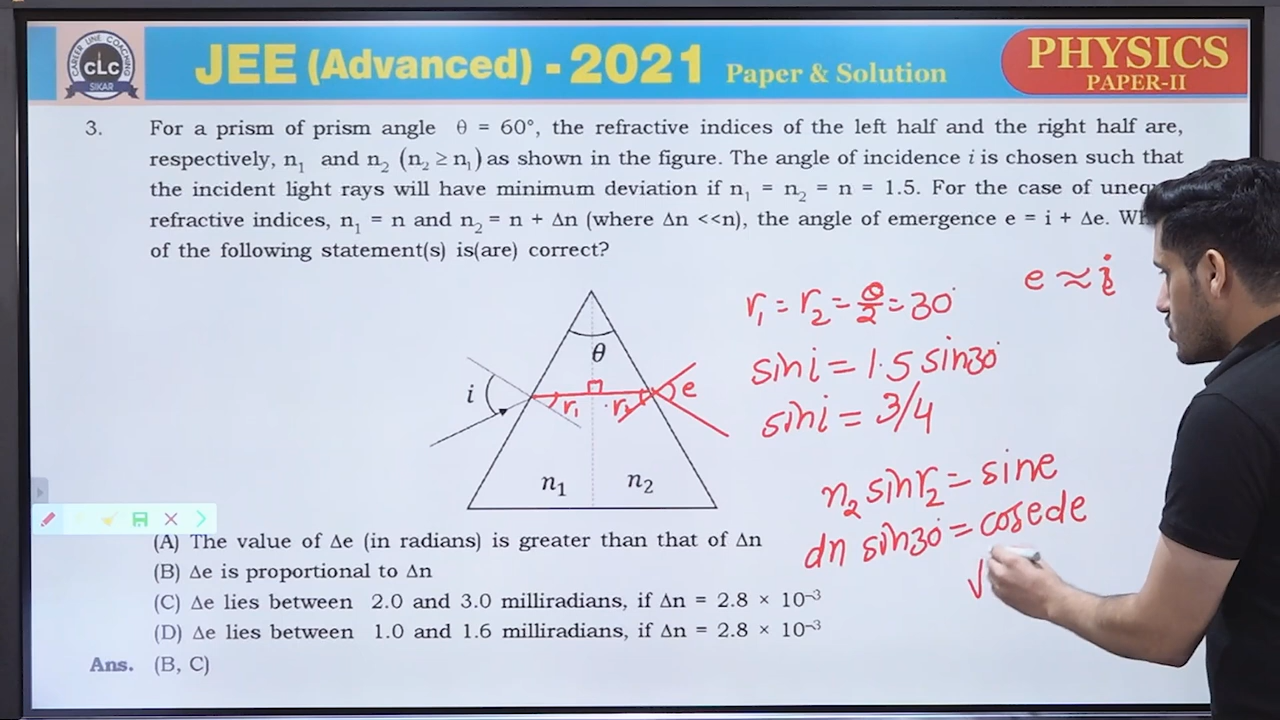 CAREER LINE COACHING
CLC
SIKAR
JEE (Advanced) - 2021 Paper & Solution
PHYSICS
PAPER-II
3. For a prism of prism angle θ = 60°, the refractive indices of the left half and the right half are,
respectively, n₁ and n₂ (n₂ ≥ n₁) as shown in the figure. The angle of incidence i is chosen such that
the incident light rays will have minimum deviation if n₁ = n₂ = n = 1.5. For the case of
refractive indices, n₁ = n and n₂ = n + Δn (where Δn <<n), the angle of emergence e = i + Δe.
of the following statement(s) is(are) correct?
e ≈ i
r₁ = r₂ = θ/2 = 30°
θ
sin i = 1.5 sin30°
i
r₁
r₂
e
sin i = 3/4
n₁
n₂
n₂ sin r₂ = sin e
dn sin30° = cos e de
(A) The value of Δe (in radians) is greater than that of Δn
(B) Δe is proportional to Δn
(C) Δe lies between 2.0 and 3.0 milliradians, if Δn = 2.8 × 10⁻³
(D) Δe lies between 1.0 and 1.6 milliradians, if Δn = 2.8 × 10⁻³
Ans. (B, C)